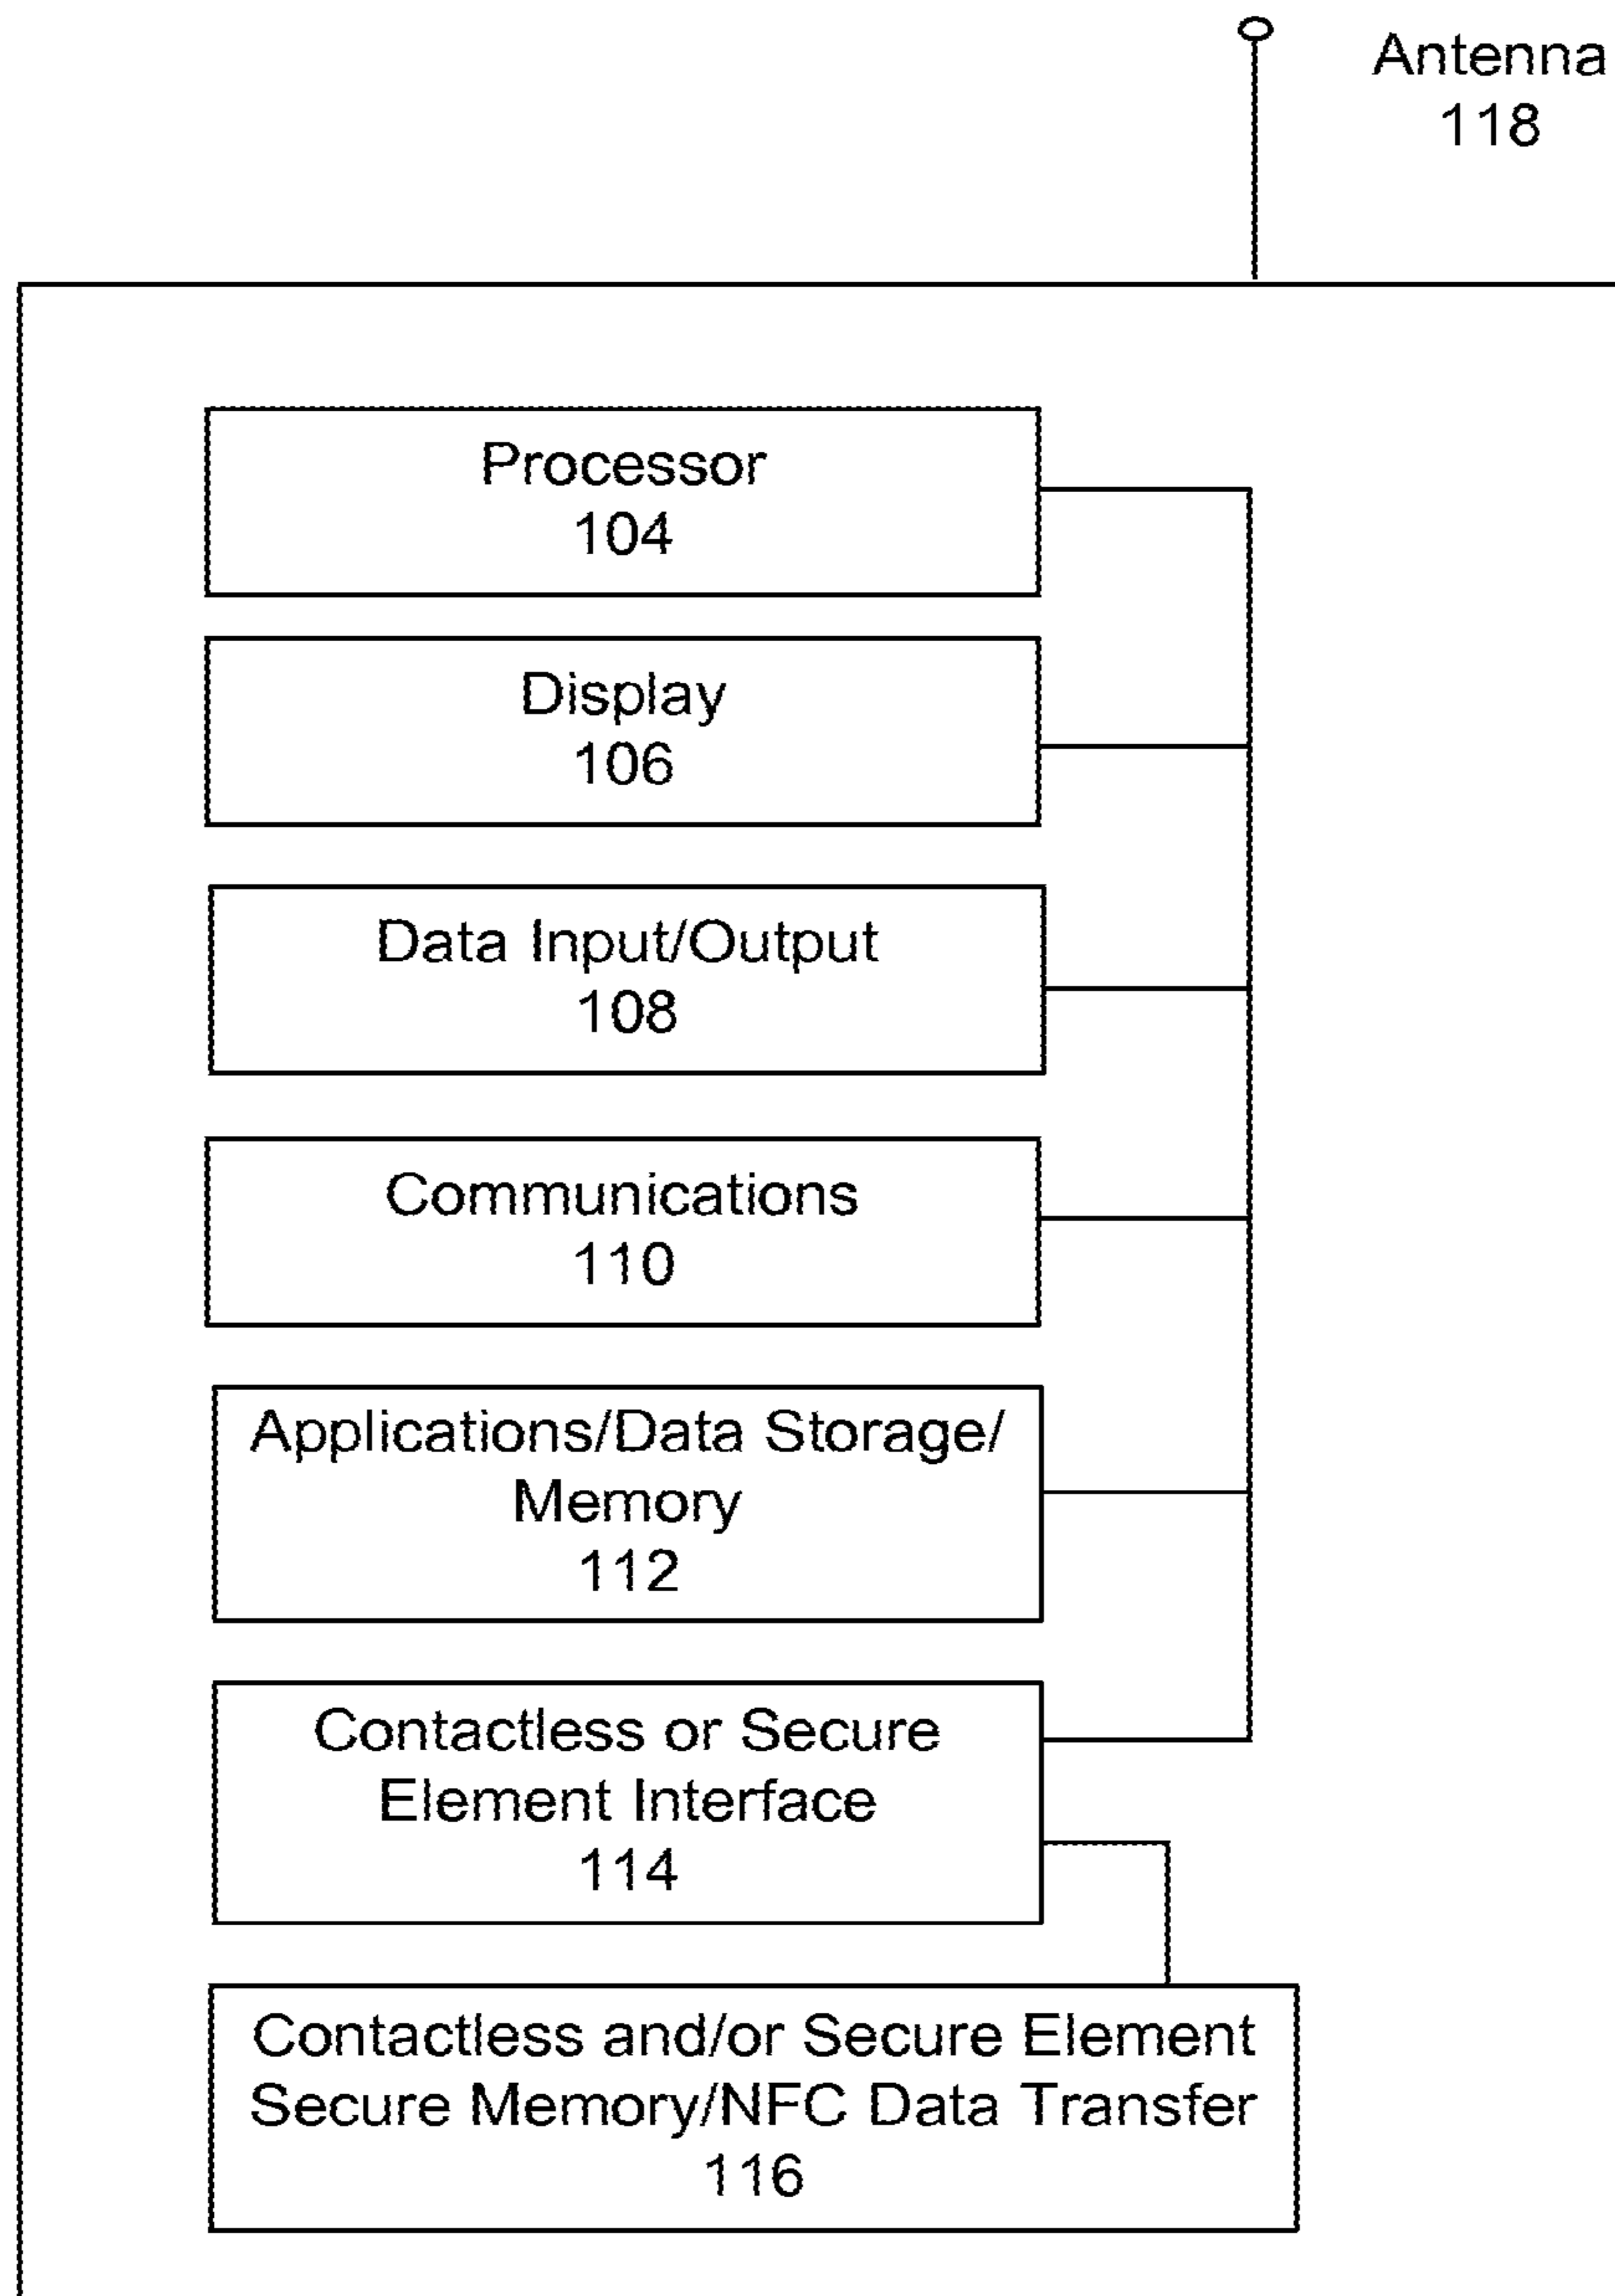 Antenna
118
Processor
104
Display
106
Data Input/Output
108
Communications
110
Applications/Data Storage/
Memory
112
Contactless or Secure
Element Interface
114
Contactless and/or Secure Element
Secure Memory/NFC Data Transfer
116